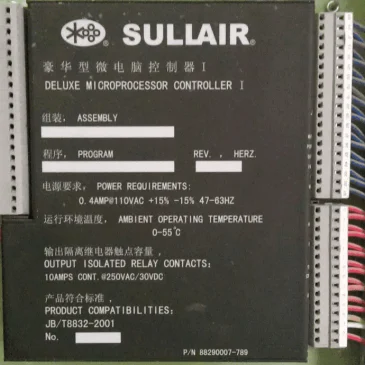 SULLAIR®
豪华型微电脑控制器 I
DELUXE MICROPROCESSOR CONTROLLER I
组装, ASSEMBLY
程序, PROGRAM REV. , HERZ.
电源要求, POWER REQUIREMENTS:
0.4AMP@110VAC +15% -15% 47-63HZ
运行环境温度, AMBIENT OPERATING TEMPERATURE
0-55℃
输出隔离继电器触点容量,
OUTPUT ISOLATED RELAY CONTACTS:
10AMPS CONT. @250VAC/30VDC
产品符合标准,
PRODUCT COMPATIBILITIES:
JB/T8832-2001
No.
P/N 88290007-789